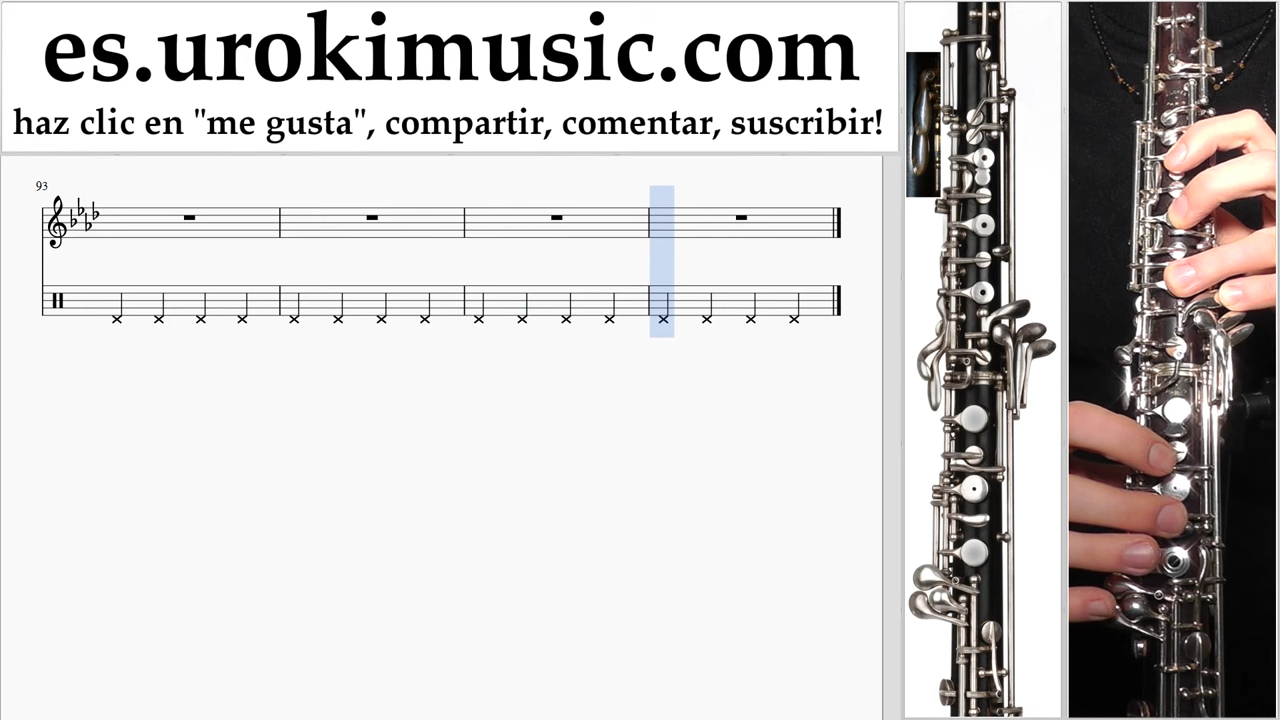 es.urokimusic.com
haz clic en "me gusta", compartir, comentar, suscribir!
93